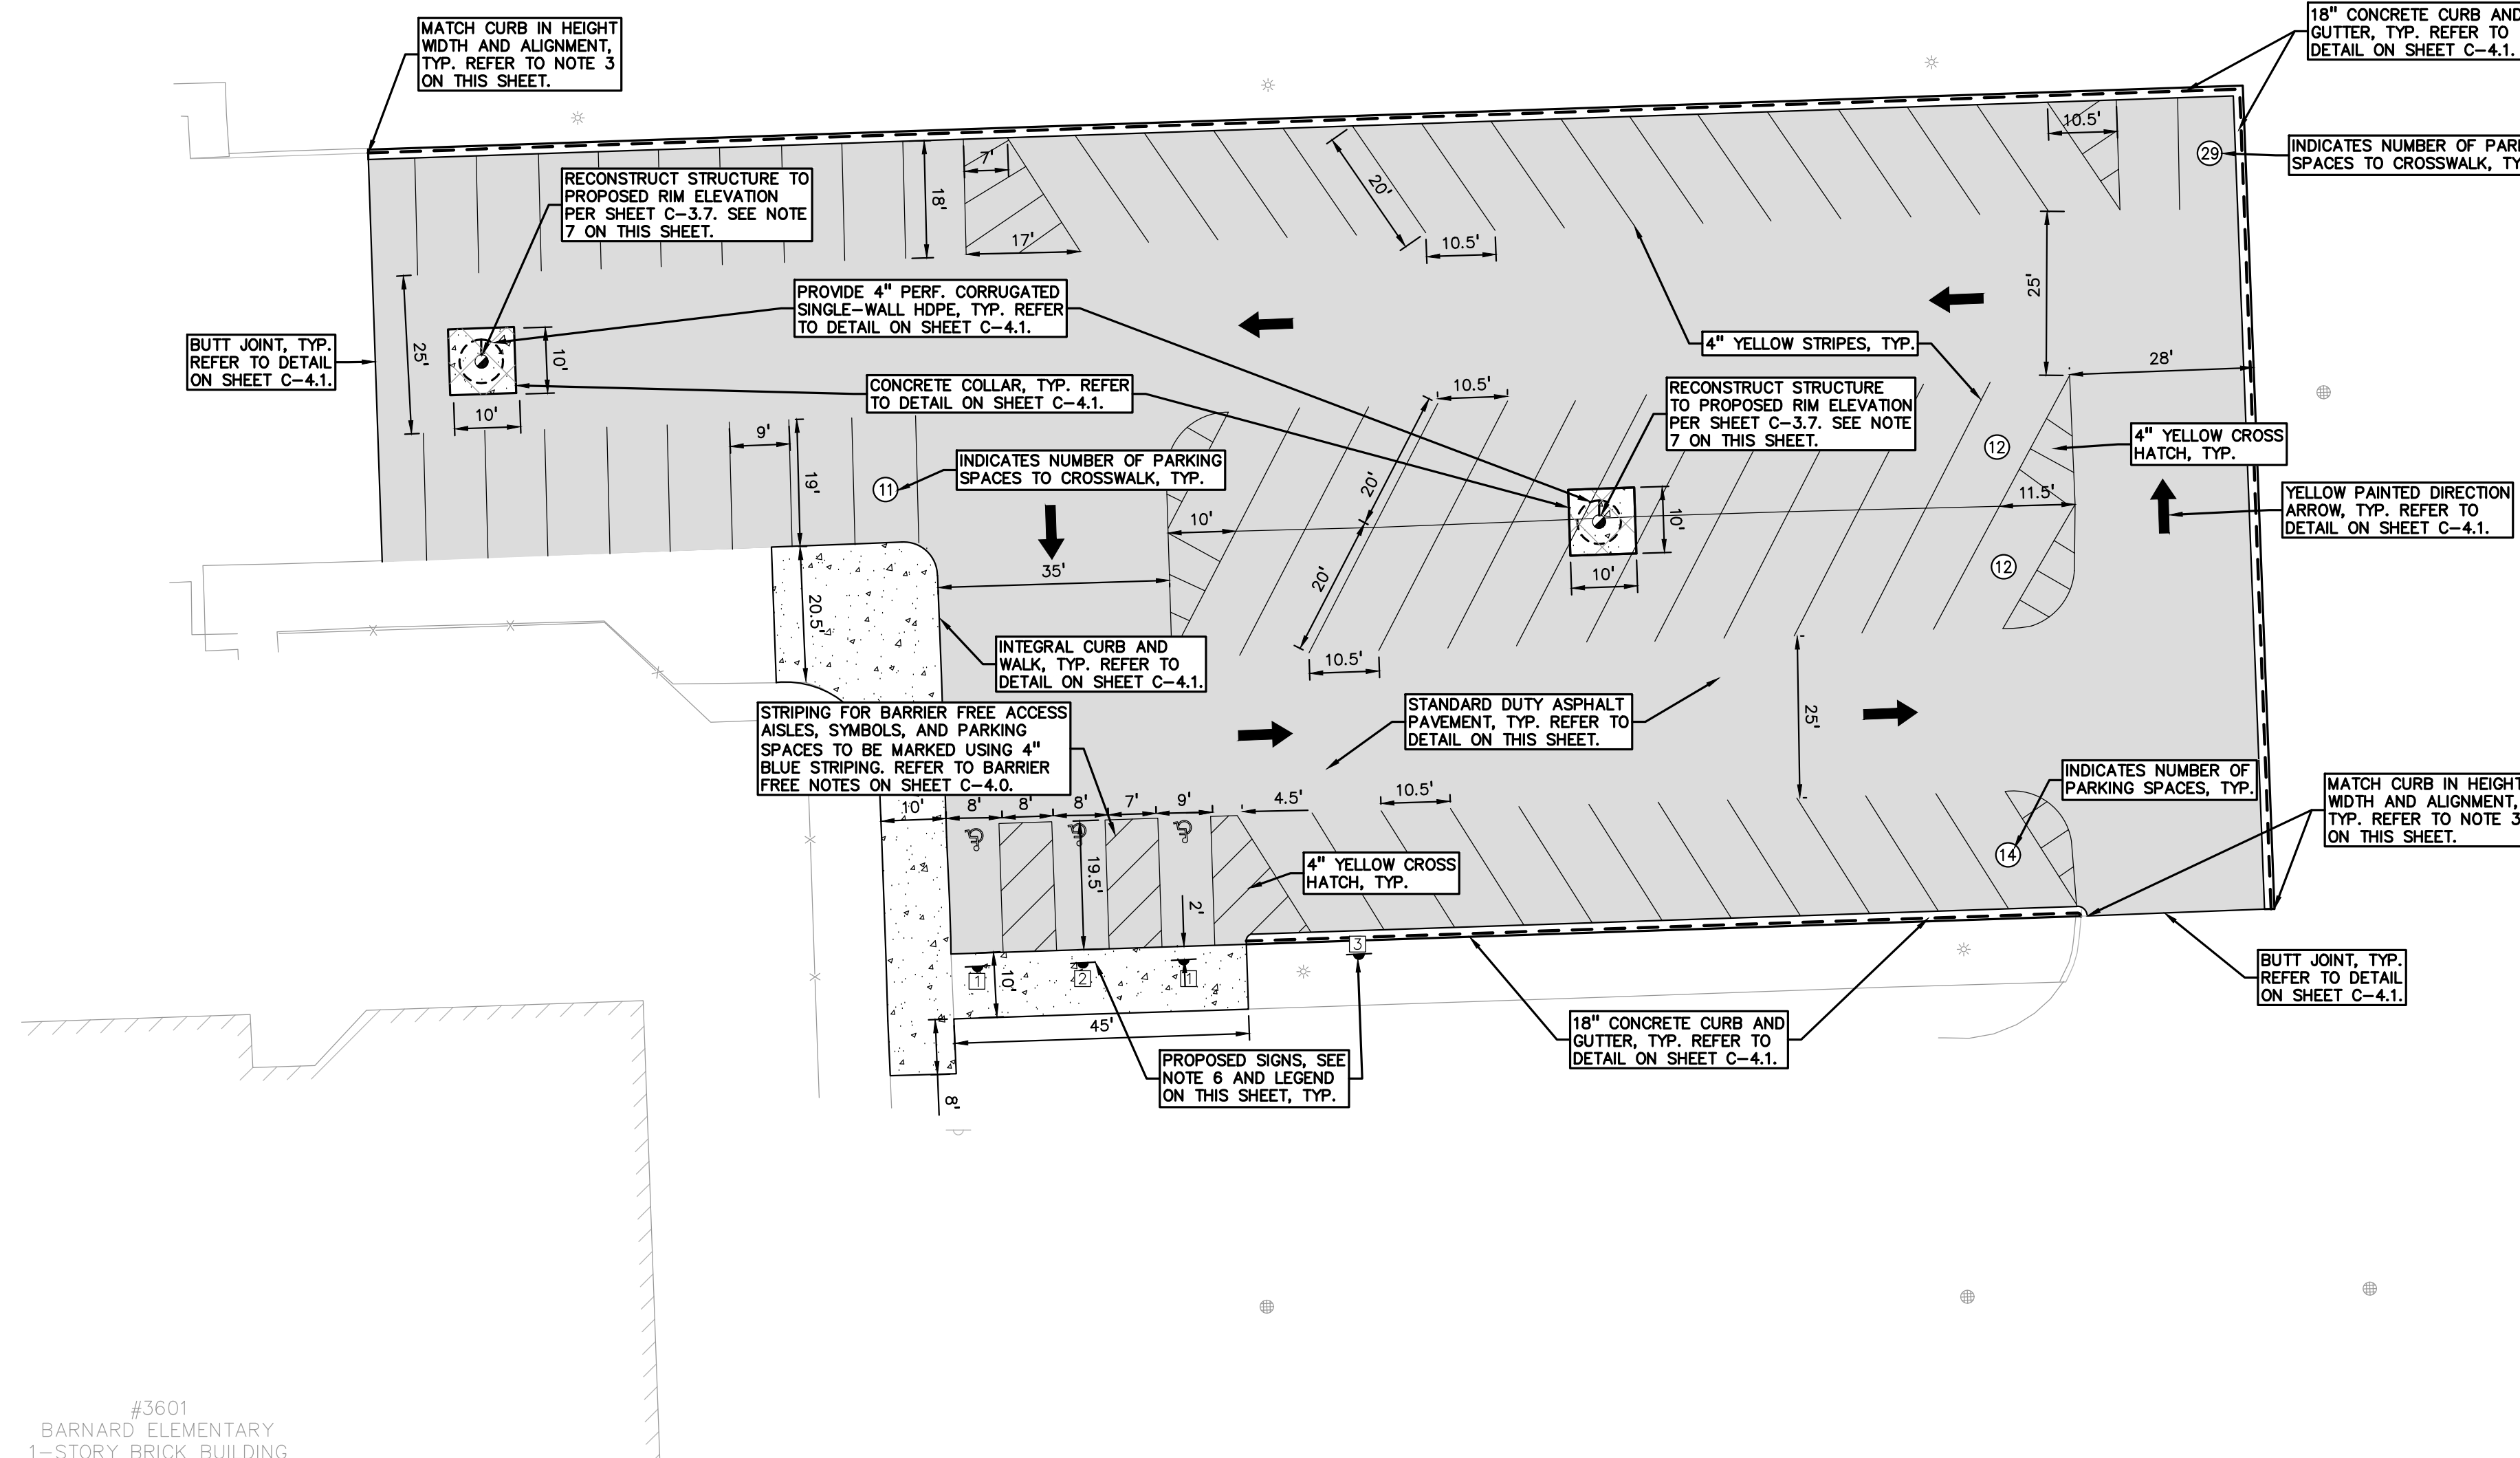 MATCH CURB IN HEIGHT
WIDTH AND ALIGNMENT,
TYP. REFER TO NOTE 3
ON THIS SHEET.
18" CONCRETE CURB AND
GUTTER, TYP. REFER TO
DETAIL ON SHEET C-4.1.
10.5'
29
INDICATES NUMBER OF PAR
SPACES TO CROSSWALK, TY
7'
18'
17'
20'
10.5'
RECONSTRUCT STRUCTURE TO
PROPOSED RIM ELEVATION
PER SHEET C-3.7. SEE NOTE
7 ON THIS SHEET.
PROVIDE 4" PERF. CORRUGATED
SINGLE-WALL HDPE, TYP. REFER
TO DETAIL ON SHEET C-4.1.
25'
BUTT JOINT, TYP.
REFER TO DETAIL
ON SHEET C-4.1.
25'
10'
10'
4" YELLOW STRIPES, TYP.
28'
CONCRETE COLLAR, TYP. REFER
TO DETAIL ON SHEET C-4.1.
10.5'
RECONSTRUCT STRUCTURE
TO PROPOSED RIM ELEVATION
PER SHEET C-3.7. SEE NOTE
7 ON THIS SHEET.
9'
19'
12
4" YELLOW CROSS
HATCH, TYP.
11
INDICATES NUMBER OF PARKING
SPACES TO CROSSWALK, TYP.
20'
11.5'
YELLOW PAINTED DIRECTION
ARROW, TYP. REFER TO
DETAIL ON SHEET C-4.1.
10'
10'
10'
12
35'
20'
20.5'
INTEGRAL CURB AND
WALK, TYP. REFER TO
DETAIL ON SHEET C-4.1.
10.5'
STRIPING FOR BARRIER FREE ACCESS
AISLES, SYMBOLS, AND PARKING
SPACES TO BE MARKED USING 4"
BLUE STRIPING. REFER TO BARRIER
FREE NOTES ON SHEET C-4.0.
STANDARD DUTY ASPHALT
PAVEMENT, TYP. REFER TO
DETAIL ON THIS SHEET.
25'
INDICATES NUMBER OF
PARKING SPACES, TYP.
MATCH CURB IN HEIGHT
WIDTH AND ALIGNMENT,
TYP. REFER TO NOTE 3
ON THIS SHEET.
10'
8'
8'
8'
7'
9'
4.5'
10.5'
14
19.5'
4" YELLOW CROSS
HATCH, TYP.
2'
3
1
2
1
10'
BUTT JOINT, TYP.
REFER TO DETAIL
ON SHEET C-4.1.
45'
18" CONCRETE CURB AND
GUTTER, TYP. REFER TO
DETAIL ON SHEET C-4.1.
PROPOSED SIGNS, SEE
NOTE 6 AND LEGEND
ON THIS SHEET, TYP.
8'
#3601
BARNARD ELEMENTARY
1-STORY BRICK BUILDING